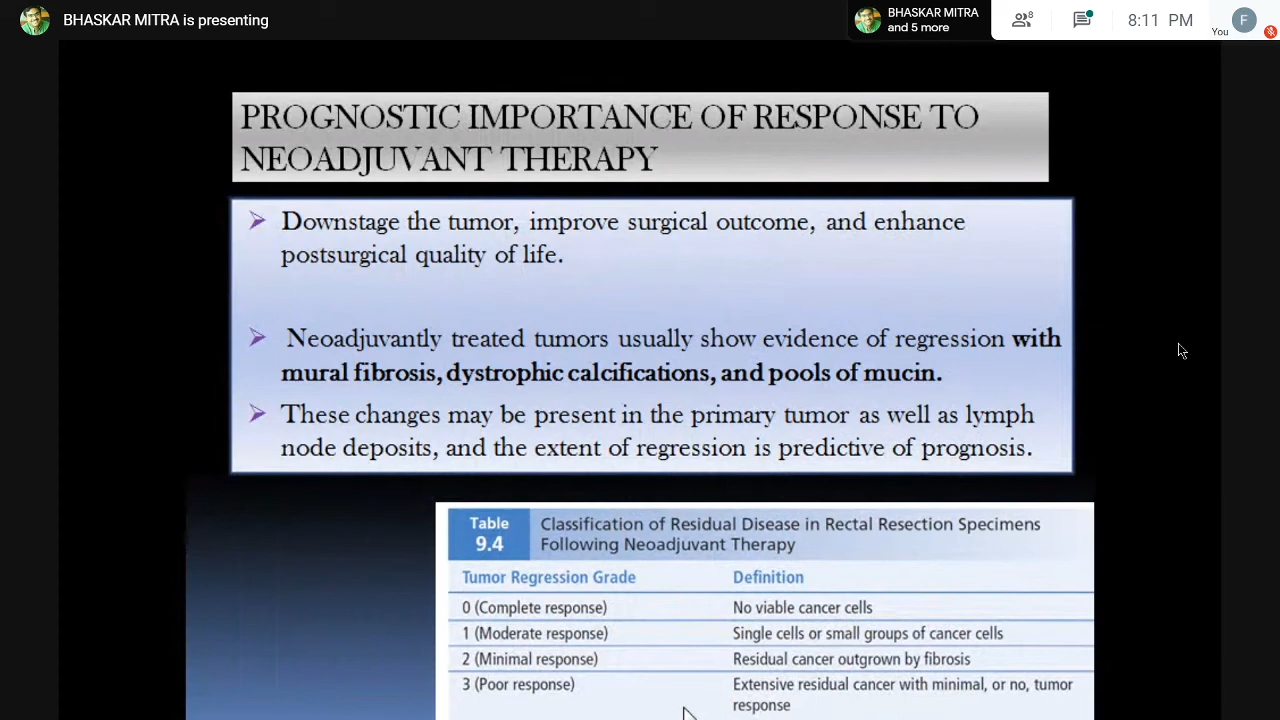 BHASKAR MITRA is presenting
BHASKAR MITRA
and 5 more
8
8:11 PM
You
F
PROGNOSTIC IMPORTANCE OF RESPONSE TO
NEOADJUVANT THERAPY
Downstage the tumor, improve surgical outcome, and enhance
postsurgical quality of life.
Neoadjuvantly treated tumors usually show evidence of regression with
mural fibrosis, dystrophic calcifications, and pools of mucin.
These changes may be present in the primary tumor as well as lymph
node deposits, and the extent of regression is predictive of prognosis.
Table
9.4
Classification of Residual Disease in Rectal Resection Specimens
Following Neoadjuvant Therapy
Tumor Regression Grade Definition
0 (Complete response) No viable cancer cells
1 (Moderate response) Single cells or small groups of cancer cells
2 (Minimal response) Residual cancer outgrown by fibrosis
3 (Poor response) Extensive residual cancer with minimal, or no, tumor
response